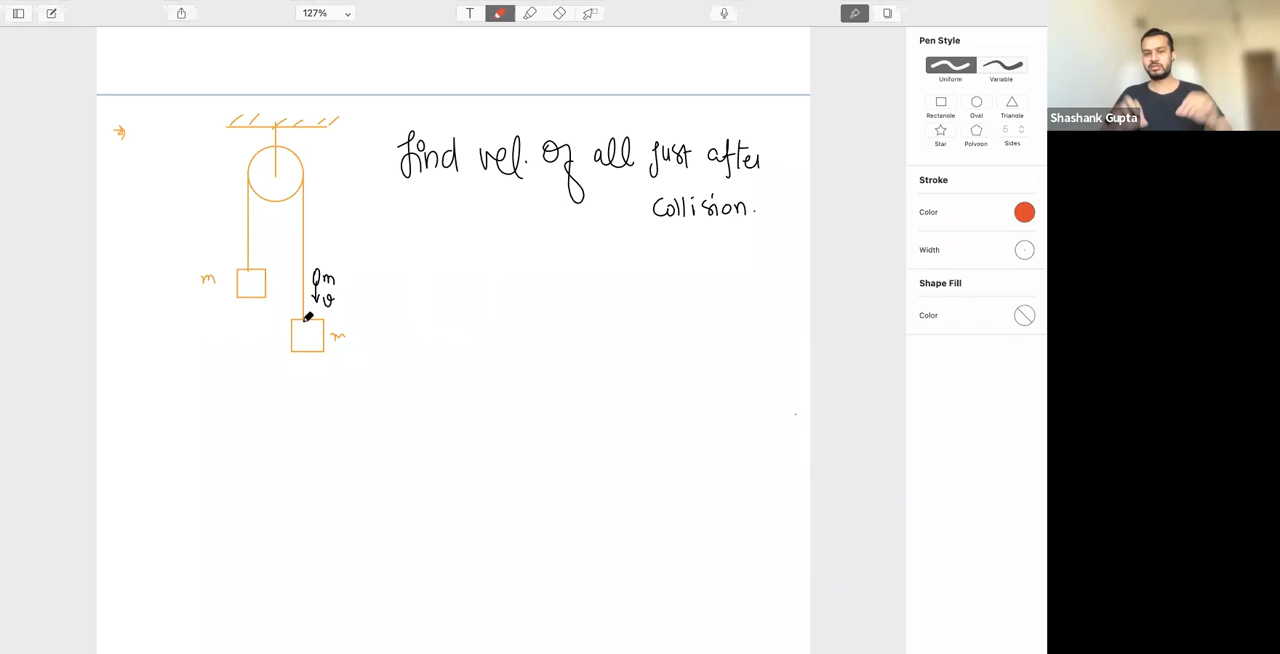 127%
T
Pen Style
Uniform
Variable
Rectangle
Oval
Triangle
Star
Polygon
5
Sides
Stroke
Color
Width
Shape Fill
Color
Shashank Gupta
find vel. of all just after
collision.
m
m
v
m